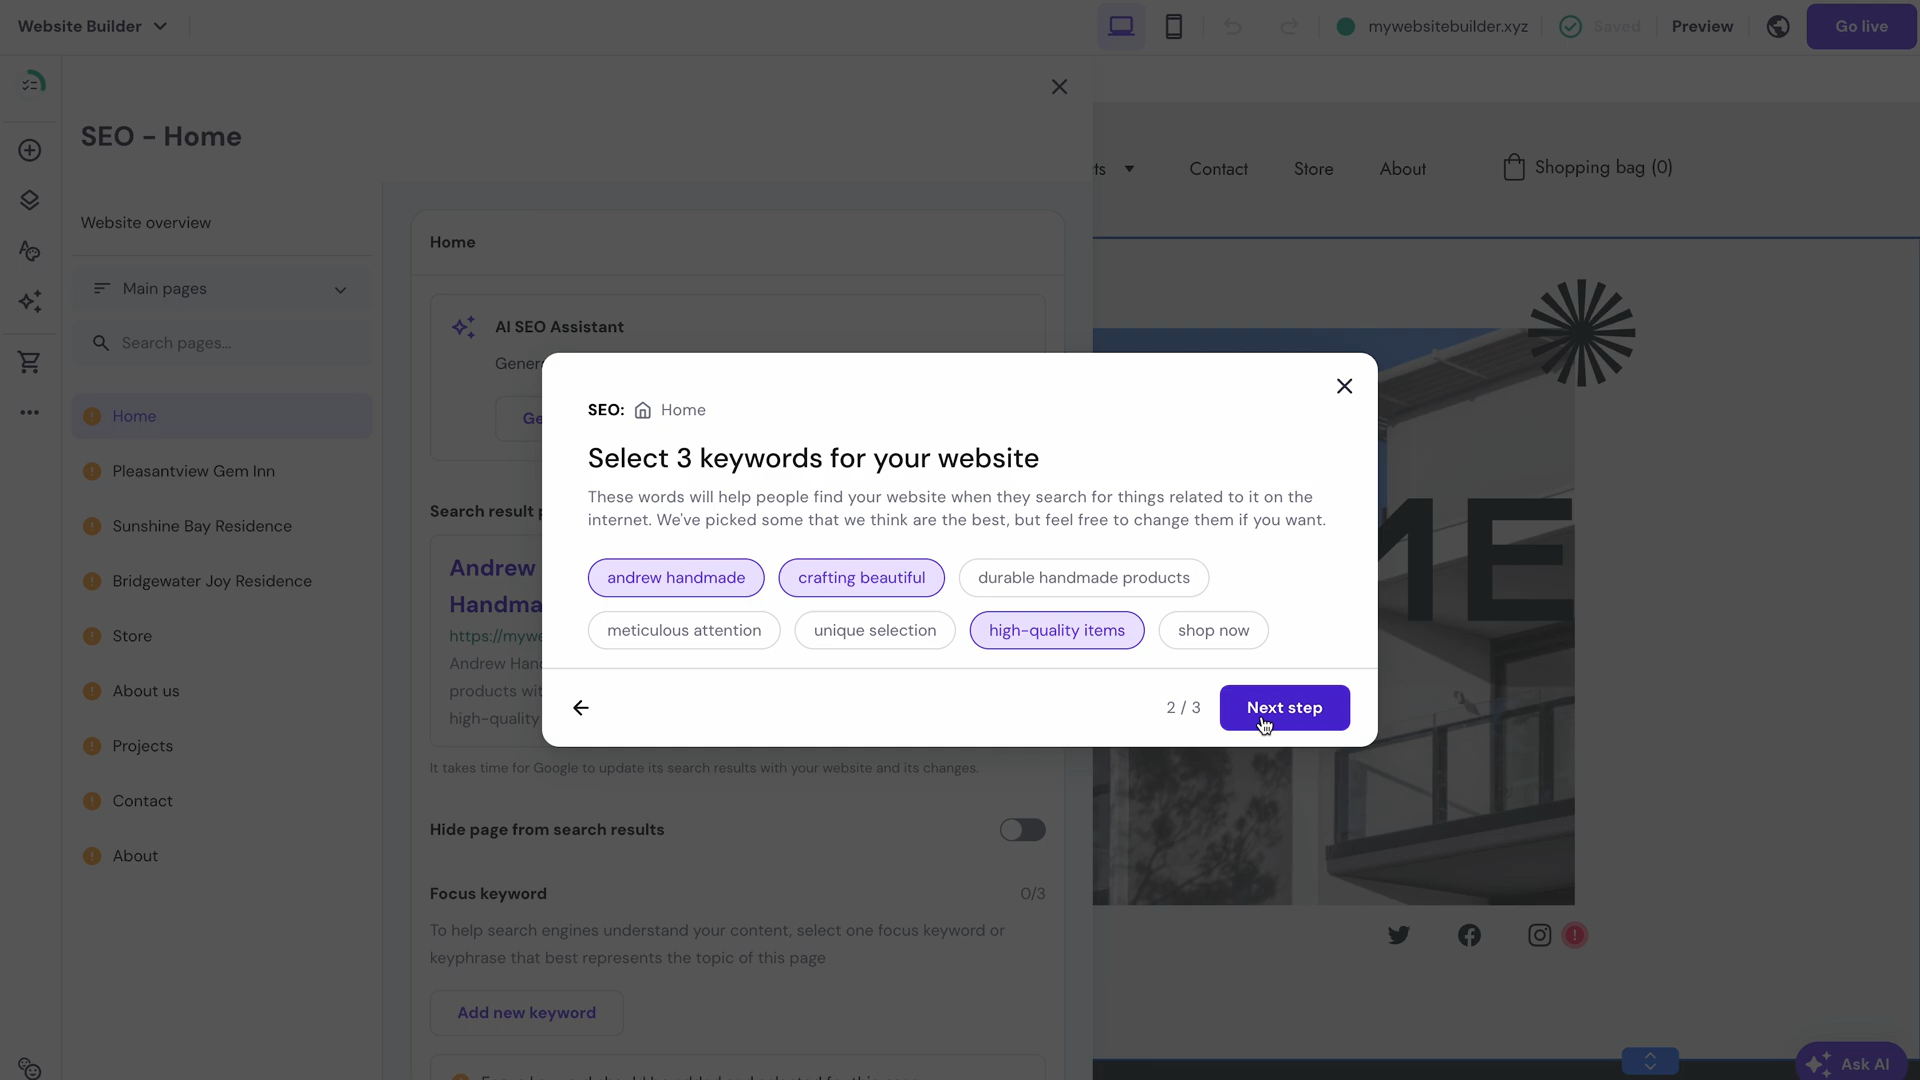 Website Builder
mywebsitebuilder.xyz
Saved
Preview
Go live
SEO – Home
Website overview
Main pages
Search pages...
Home
Pleasantview Gem Inn
Sunshine Bay Residence
Bridgewater Joy Residence
Store
About us
Projects
Contact
About
Home
AI SEO Assistant
Search result
Andrew
Handma
https://mywe
Andrew Han
products wit
high-quality
It takes time for Google to update its search results with your website and its changes.
Hide page from search results
Focus keyword
0/3
To help search engines understand your content, select one focus keyword or
keyphrase that best represents the topic of this page
Add new keyword
SEO: Home
Select 3 keywords for your website
These words will help people find your website when they search for things related to it on the
internet. We've picked some that we think are the best, but feel free to change them if you want.
andrew handmade
crafting beautiful
durable handmade products
meticulous attention
unique selection
high-quality items
shop now
2 / 3
Next step
ts
Contact
Store
About
Shopping bag (0)
ME
Ask AI